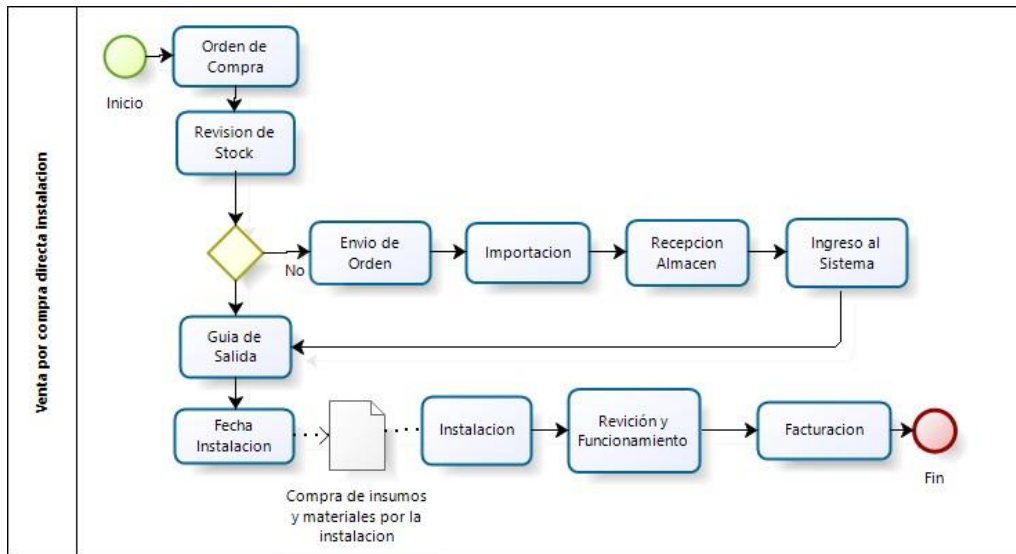 Venta por compra directa instalacion
Orden de
Compra
Inicio
Revision de
Stock
No
Envio de
Orden
Importacion
Recepcion
Almacen
Ingreso al
Sistema
Guia de
Salida
Fecha
Instalacion
Compra de insumos
y materiales por la
instalacion
Instalacion
Revición y
Funcionamiento
Facturacion
Fin